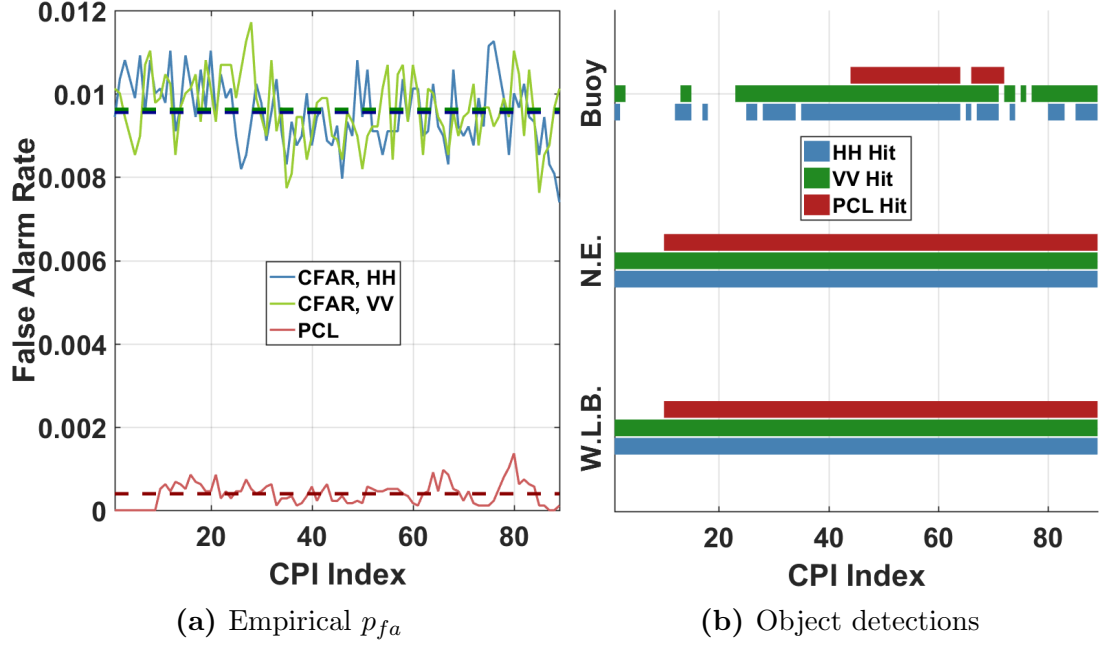 0.012
0.01
0.008
0.006
0.004
0.002
0
False Alarm Rate
CFAR, HH
CFAR, VV
PCL
20
40
60
80
CPI Index
(a) Empirical p_{fa}
Buoy
N.E.
W.L.B.
HH Hit
VV Hit
PCL Hit
20
40
60
80
CPI Index
(b) Object detections